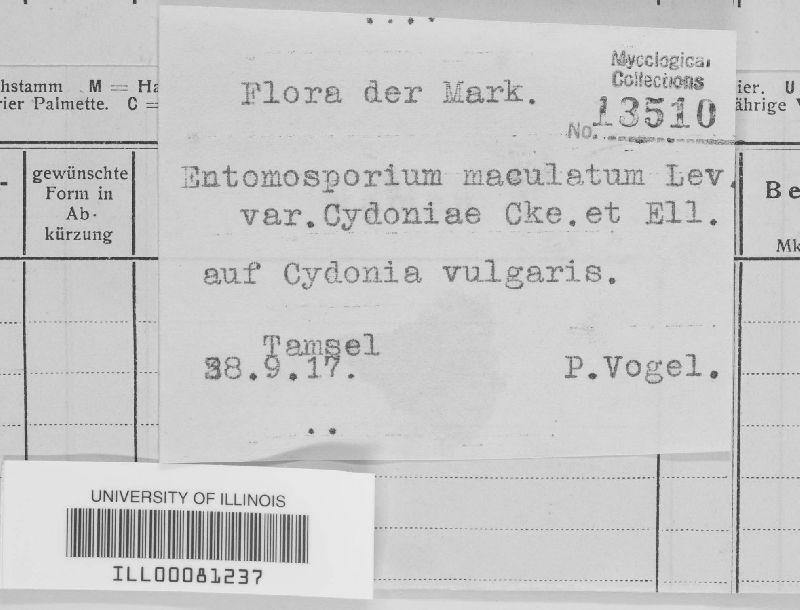 Flora der Mark.
Mycological
Collections
No. 13510
Entomosporium maculatum Lev.
var.Cydoniae Cke.et Ell.
auf Cydonia vulgaris.
Tamsel
28.9.17.
P.Vogel.
hstamm M = Ha
rier Palmette. C =
gewünschte
Form in
Ab-
kürzung
ier. U
ährige V
Be
Mk
UNIVERSITY OF ILLINOIS
ILL00081237